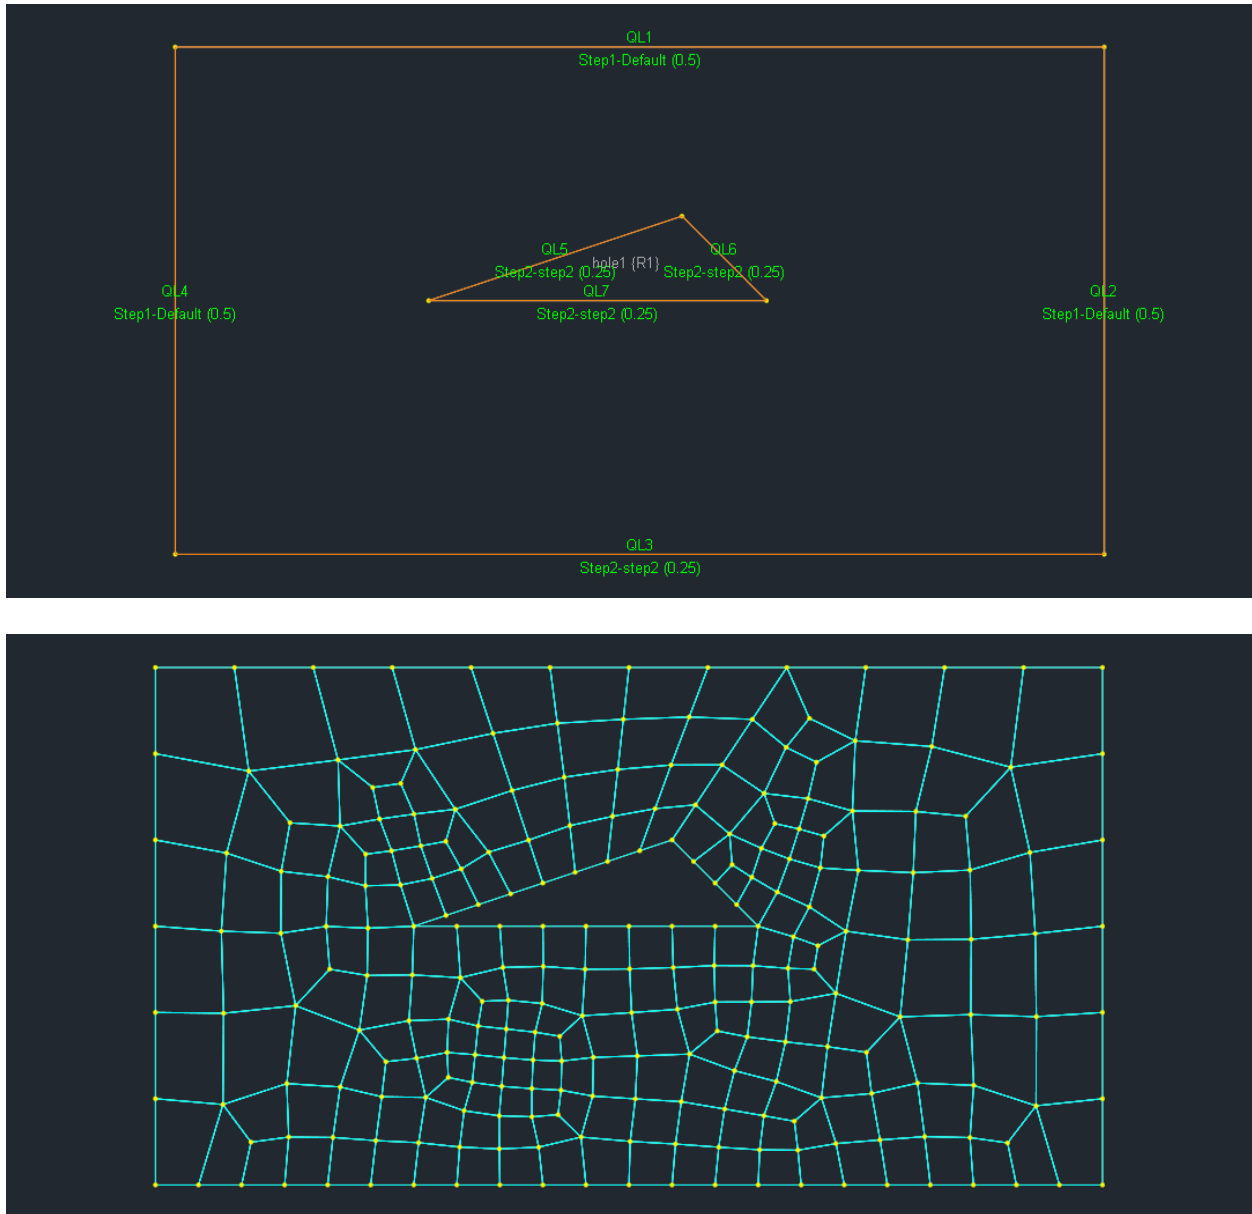 QL1
Step1-Default (0.5)
QL5
QL6
hole1 {R1}
Step2-step2 (0.25)
Step2-step2 (0.25)
QL4
QL7
QL2
Step1-Default (0.5)
Step2-step2 (0.25)
Step1-Default (0.5)
QL3
Step2-step2 (0.25)